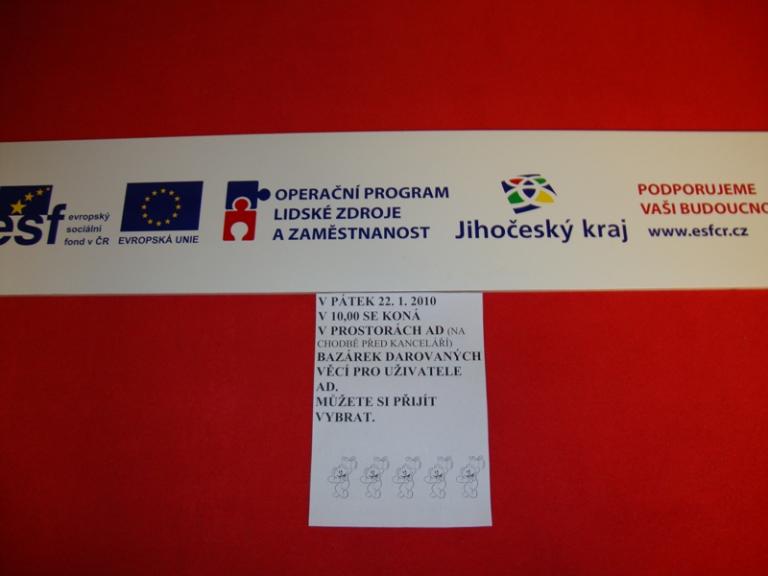 esf evropský
sociální
fond v ČR
EVROPSKÁ UNIE
OPERAČNÍ PROGRAM
LIDSKÉ ZDROJE
A ZAMĚSTNANOST
Jihočeský kraj
PODPORUJEME
VAŠI BUDOUCNO
www.esfcr.cz
V PÁTEK 22. 1. 2010
V 10,00 SE KONÁ
V PROSTORÁCH AD (NA
CHODBĚ PŘED KANCELÁŘÍ)
BAZÁREK DAROVANÝCH
VĚCÍ PRO UŽIVATELE
AD.
MŮŽETE SI PŘIJÍT
VYBRAT.